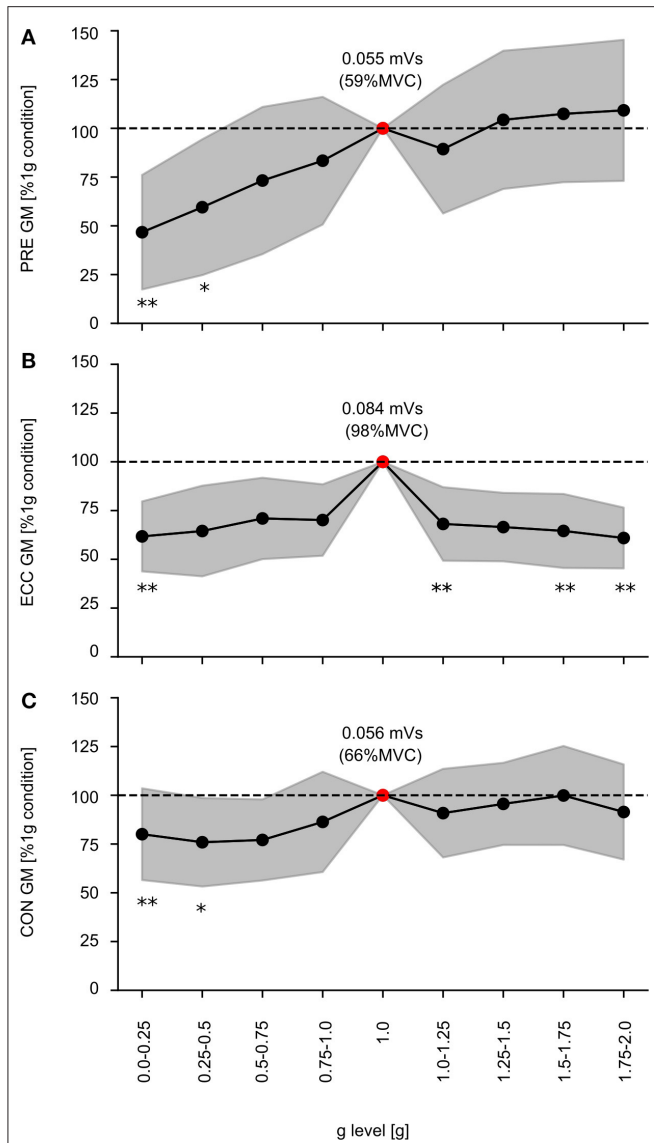 A
150
125
100
75
50
25
0
PRE GM [%1g condition]
0.055 mVs
(59%MVC)
** *
B
150
125
100
75
50
25
0
ECC GM [%1g condition]
0.084 mVs
(98%MVC)
** ** ** **
C
150
125
100
75
50
25
0
CON GM [%1g condition]
0.056 mVs
(66%MVC)
** *
0.0-0.25
0.25-0.5
0.5-0.75
0.75-1.0
1.0
1.0-1.25
1.25-1.5
1.5-1.75
1.75-2.0
g level [g]